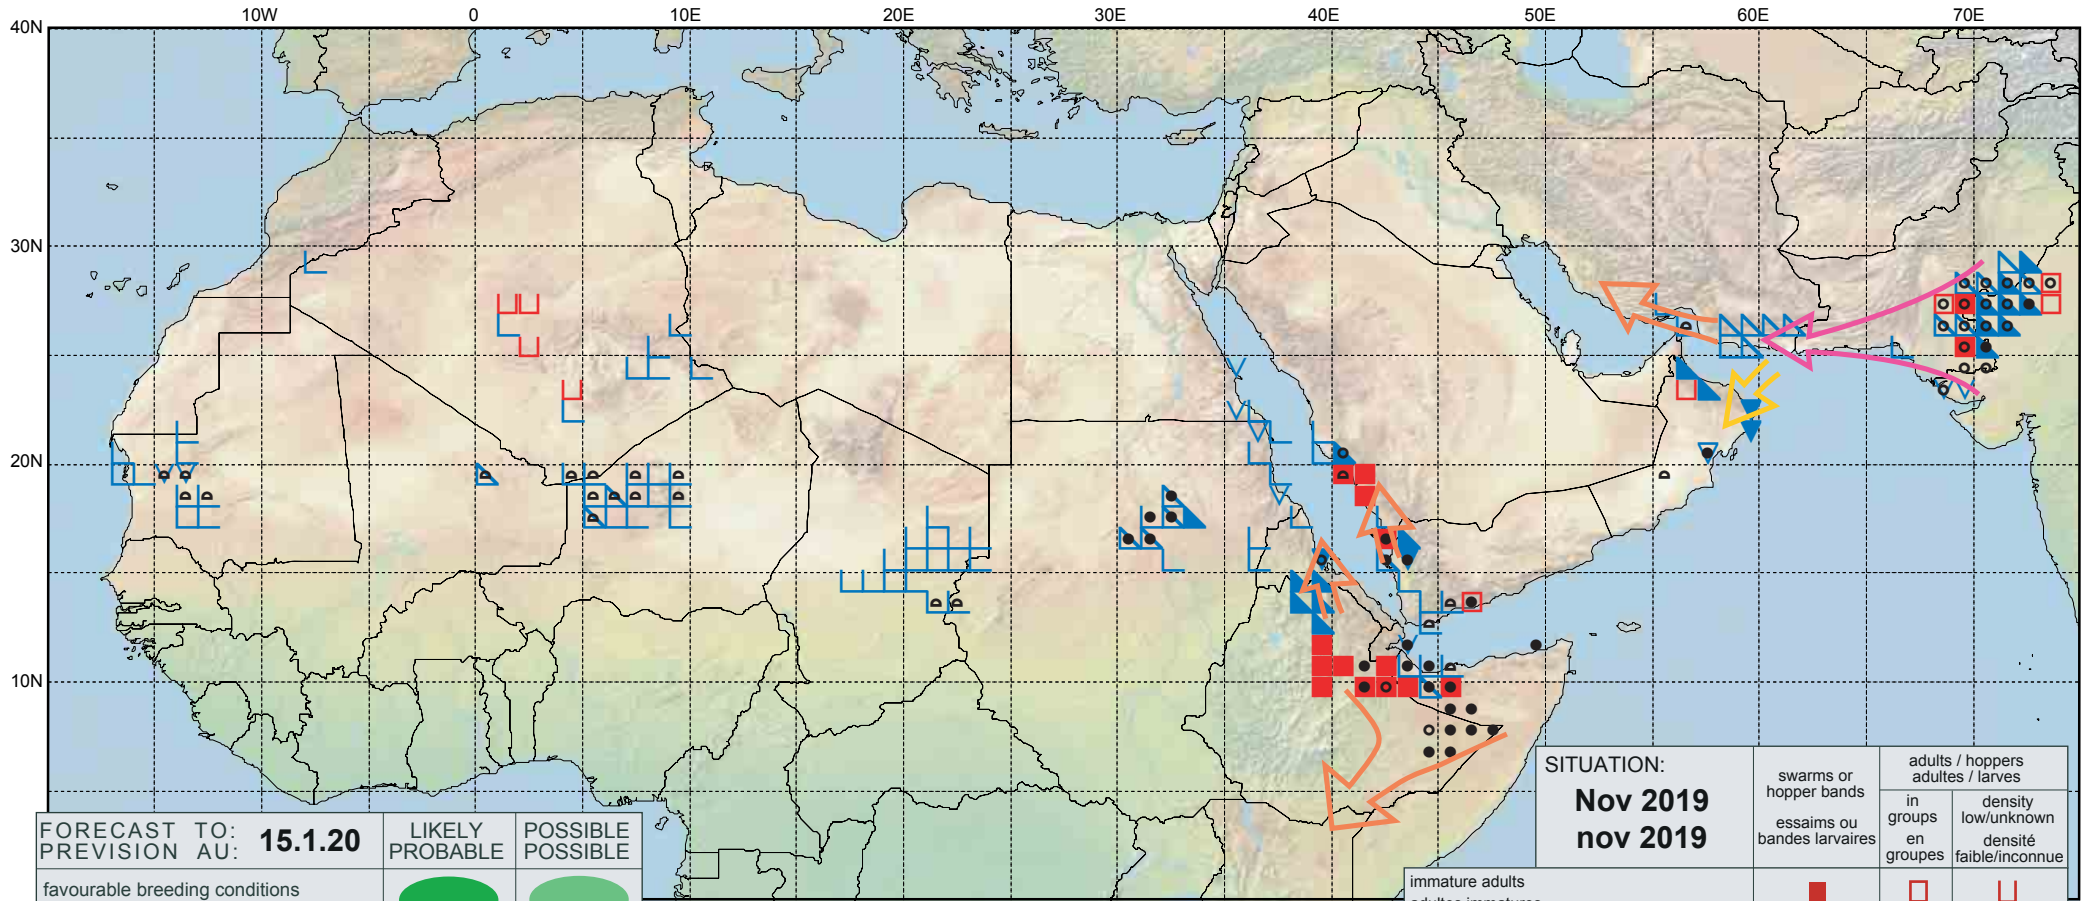 10W 0 10E 20E 30E 40E 50E 60E 70E
40N
30N
20N
10N
FORECAST TO:
PREVISION AU:
15.1.20
LIKELY
PROBABLE
POSSIBLE
POSSIBLE
favourable breeding conditions
SITUATION:
Nov 2019
nov 2019
swarms or
hopper bands
essaims ou
bandes larvaires
adults / hoppers
adultes / larves
in
groups
en
groupes
density
low/unknown
densité
faible/inconnue
immature adults
adultes immatures